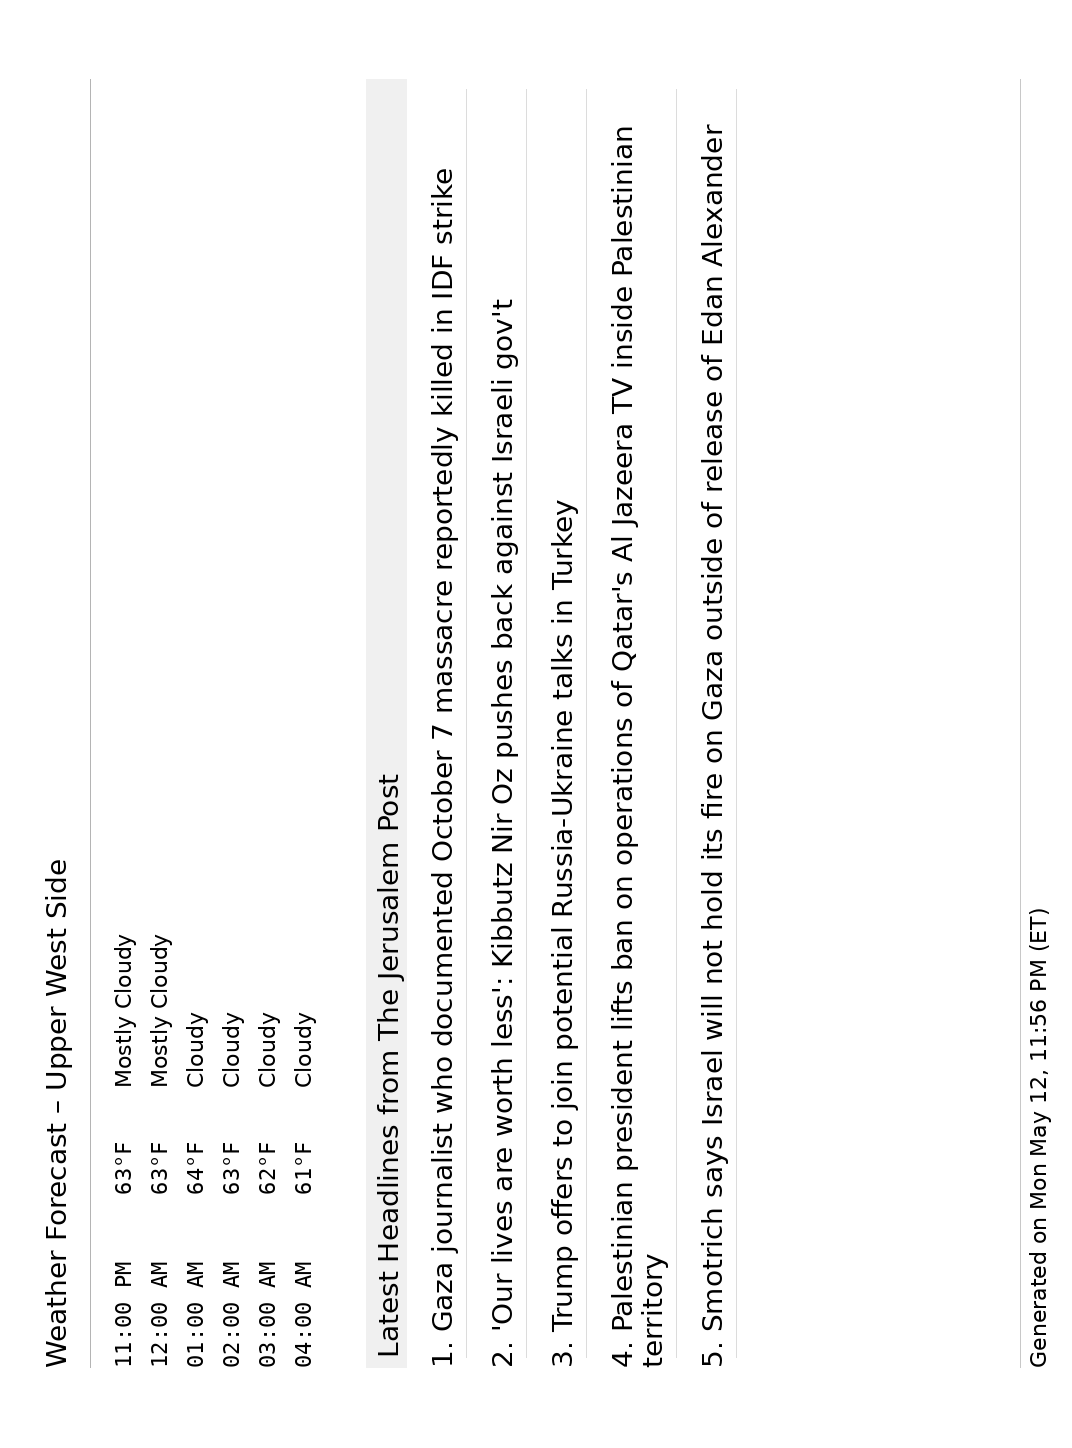 Weather Forecast – Upper West Side
11:00 PM 63°F Mostly Cloudy
12:00 AM 63°F Mostly Cloudy
01:00 AM 64°F Cloudy
02:00 AM 63°F Cloudy
03:00 AM 62°F Cloudy
04:00 AM 61°F Cloudy
Latest Headlines from The Jerusalem Post
1. Gaza journalist who documented October 7 massacre reportedly killed in IDF strike
2. 'Our lives are worth less': Kibbutz Nir Oz pushes back against Israeli gov't
3. Trump offers to join potential Russia-Ukraine talks in Turkey
4. Palestinian president lifts ban on operations of Qatar's Al Jazeera TV inside Palestinian
territory
5. Smotrich says Israel will not hold its fire on Gaza outside of release of Edan Alexander
Generated on Mon May 12, 11:56 PM (ET)